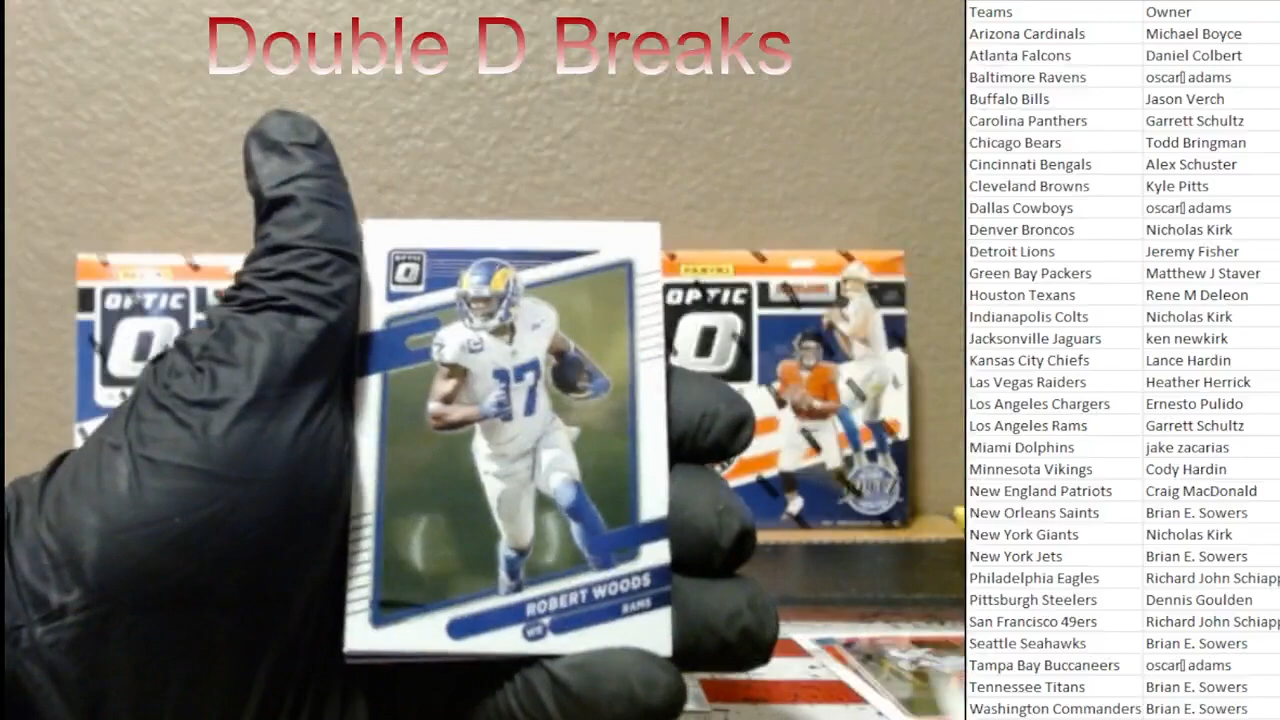 Double D Breaks
OPTIC
OPTIC
PANINI
OPTIC
17
ROBERT WOODS
RAMS
WR
Teams Owner
Arizona Cardinals Michael Boyce
Atlanta Falcons Daniel Colbert
Baltimore Ravens oscar▯ adams
Buffalo Bills Jason Verch
Carolina Panthers Garrett Schultz
Chicago Bears Todd Bringman
Cincinnati Bengals Alex Schuster
Cleveland Browns Kyle Pitts
Dallas Cowboys oscar▯ adams
Denver Broncos Nicholas Kirk
Detroit Lions Jeremy Fisher
Green Bay Packers Matthew J Staver
Houston Texans Rene M Deleon
Indianapolis Colts Nicholas Kirk
Jacksonville Jaguars ken newkirk
Kansas City Chiefs Lance Hardin
Las Vegas Raiders Heather Herrick
Los Angeles Chargers Ernesto Pulido
Los Angeles Rams Garrett Schultz
Miami Dolphins jake zacarias
Minnesota Vikings Cody Hardin
New England Patriots Craig MacDonald
New Orleans Saints Brian E. Sowers
New York Giants Nicholas Kirk
New York Jets Brian E. Sowers
Philadelphia Eagles Richard John Schiapp
Pittsburgh Steelers Dennis Goulden
San Francisco 49ers Richard John Schiapp
Seattle Seahawks Brian E. Sowers
Tampa Bay Buccaneers oscar▯ adams
Tennessee Titans Brian E. Sowers
Washington Commanders Brian E. Sowers